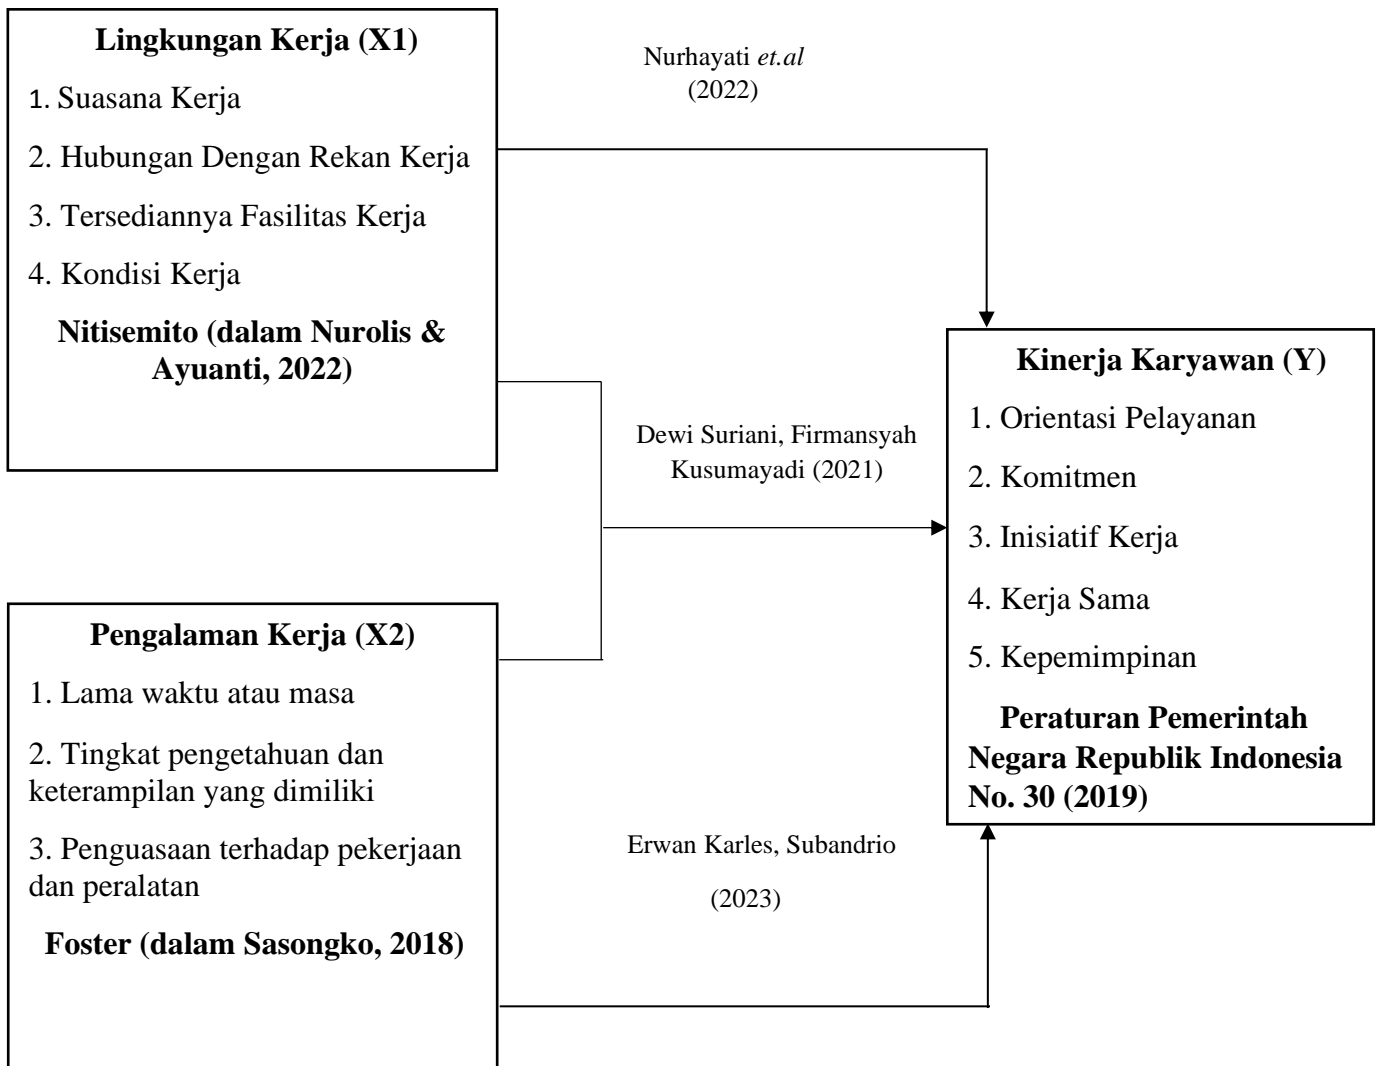 Lingkungan Kerja (X1)
1. Suasana Kerja
2. Hubungan Dengan Rekan Kerja
3. Tersediannya Fasilitas Kerja
4. Kondisi Kerja
Nitisemito (dalam Nurolis &
Ayuanti, 2022)
Nurhayati et.al
(2022)
Dewi Suriani, Firmansyah
Kusumayadi (2021)
Kinerja Karyawan (Y)
1. Orientasi Pelayanan
2. Komitmen
3. Inisiatif Kerja
4. Kerja Sama
5. Kepemimpinan
Peraturan Pemerintah
Negara Republik Indonesia
No. 30 (2019)
Pengalaman Kerja (X2)
1. Lama waktu atau masa
2. Tingkat pengetahuan dan
keterampilan yang dimiliki
3. Penguasaan terhadap pekerjaan
dan peralatan
Foster (dalam Sasongko, 2018)
Erwan Karles, Subandrio
(2023)